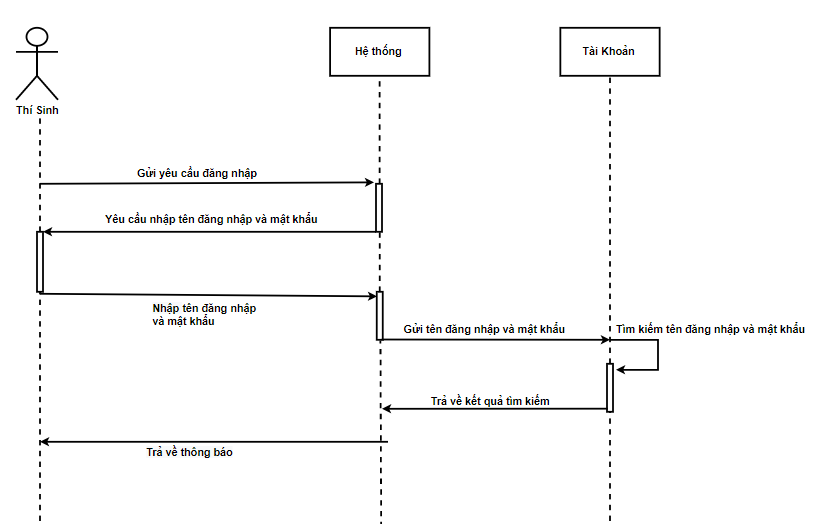 Hệ thống
Tài Khoản
Thí Sinh
Gửi yêu cầu đăng nhập
Yêu cầu nhập tên đăng nhập và mật khẩu
Nhập tên đăng nhập
và mật khẩu
Gửi tên đăng nhập và mật khẩu
Tìm kiếm tên đăng nhập và mật khẩu
Trả về kết quả tìm kiếm
Trả về thông báo